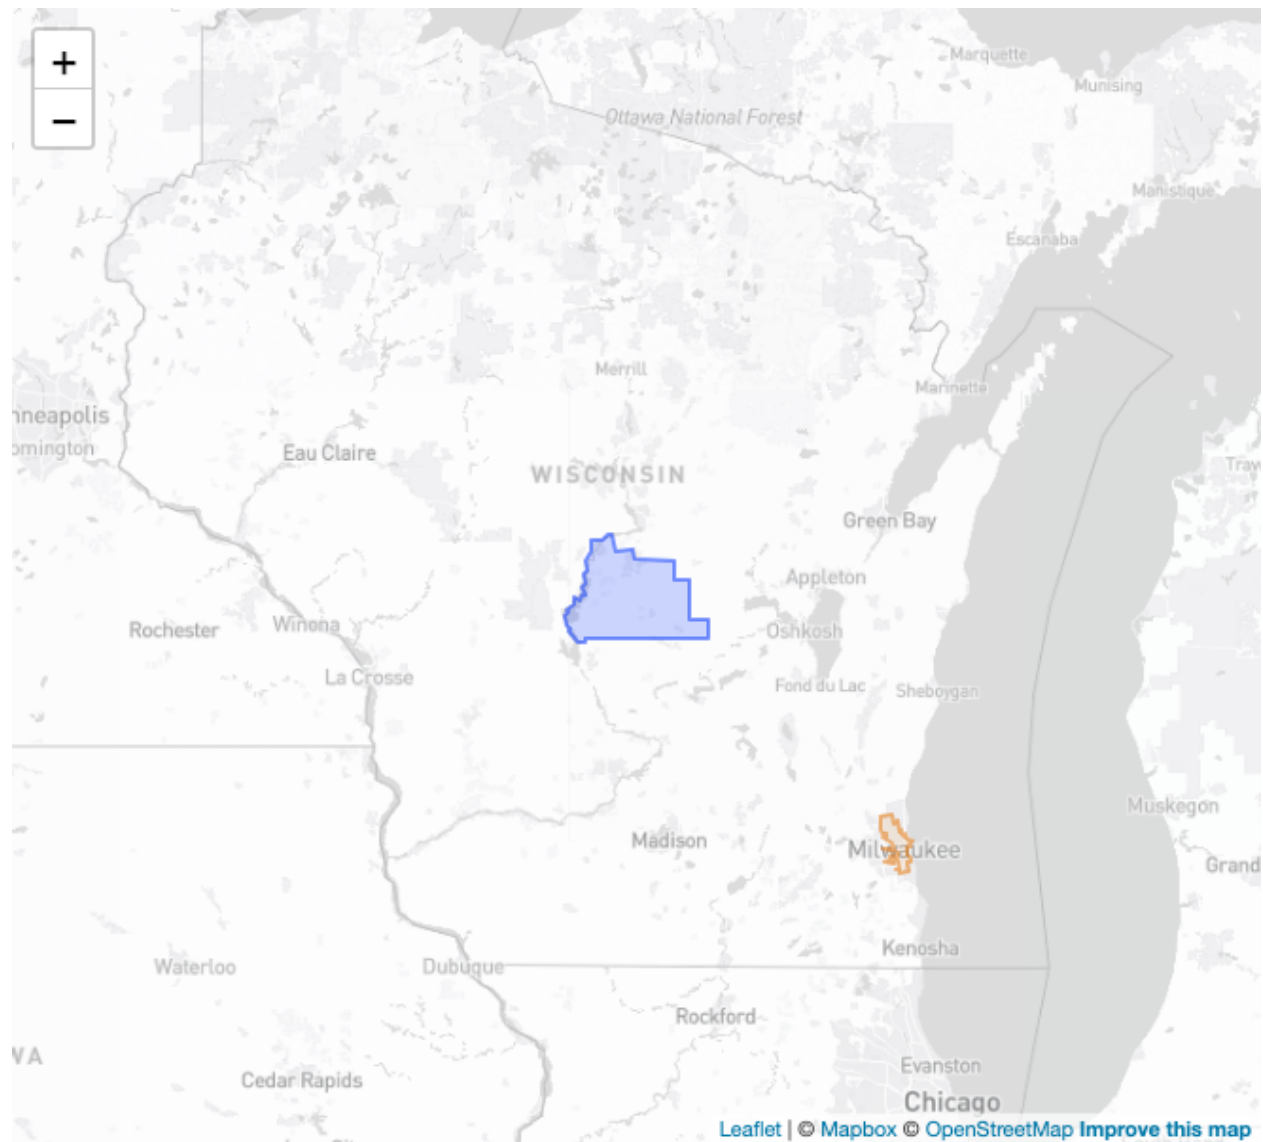 +
−
Marquette
Munising
Ottawa National Forest
Manistique
Escanaba
Merrill
Marinette
nneapolis
omington
Eau Claire
WISCONSIN
Trav
Green Bay
Appleton
Rochester
Winona
Oshkosh
La Crosse
Fond du Lac
Sheboygan
Muskegon
Madison
Milwaukee
Grand
Kenosha
Waterloo
Dubuque
Rockford
WA
Evanston
Cedar Rapids
Chicago
Leaflet | © Mapbox © OpenStreetMap Improve this map